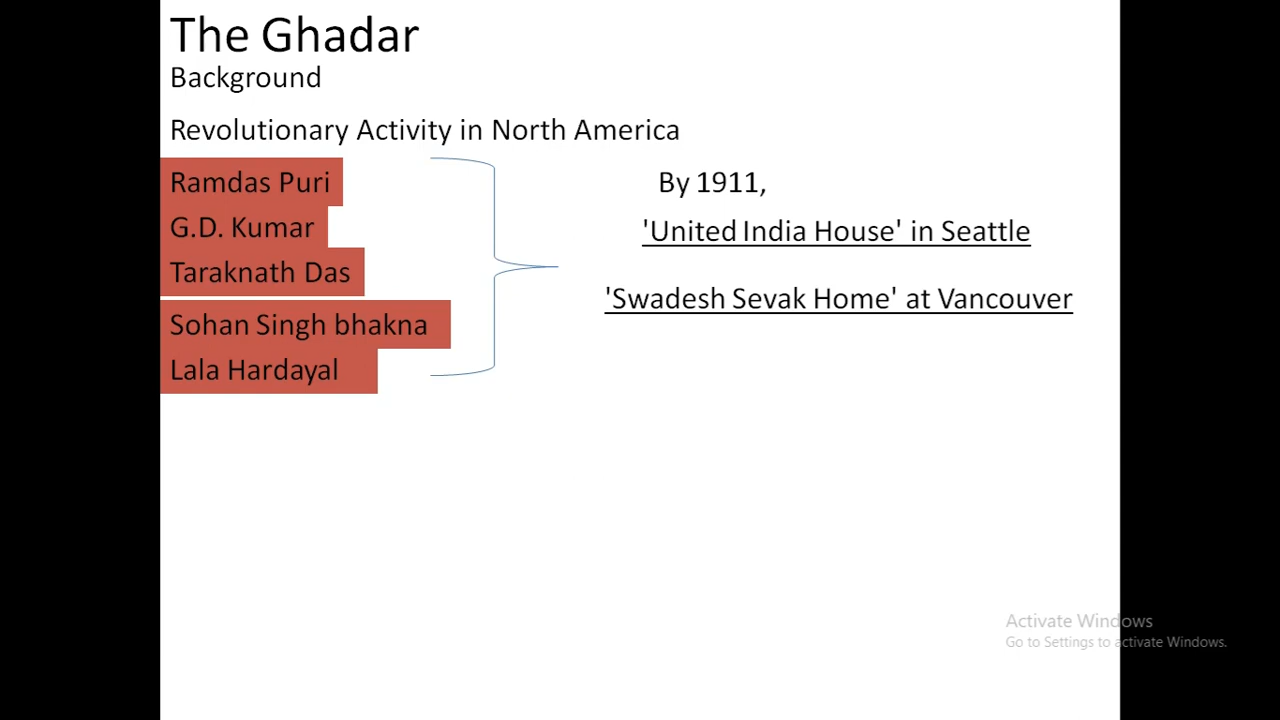 The Ghadar
Background
Revolutionary Activity in North America
Ramdas Puri
G.D. Kumar
Taraknath Das
Sohan Singh bhakna
Lala Hardayal
By 1911,
'United India House' in Seattle
'Swadesh Sevak Home' at Vancouver
Activate Windows
Go to Settings to activate Windows.